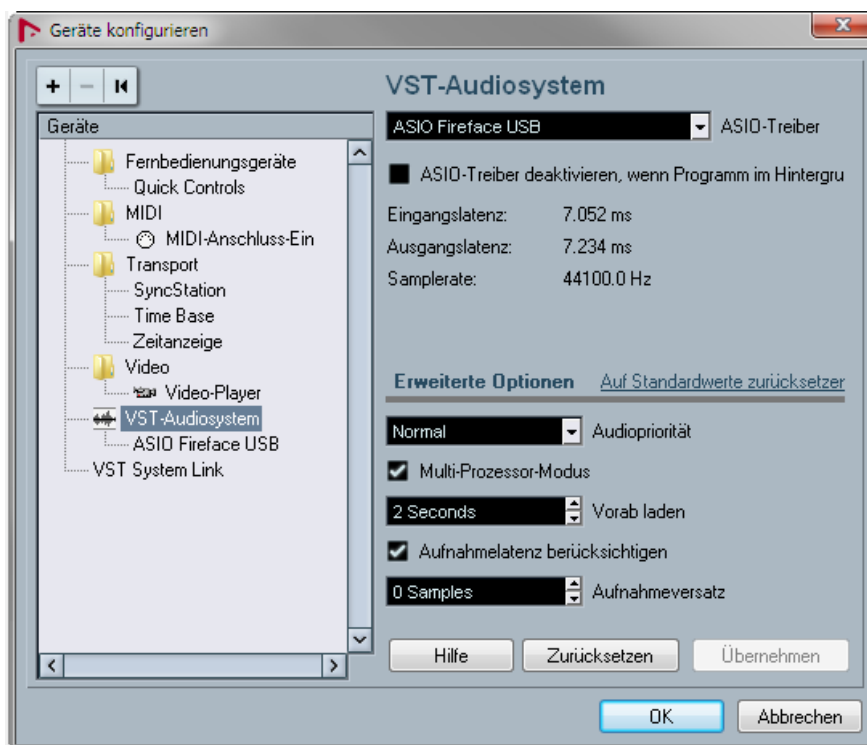 Geräte konfigurieren
Geräte
Fernbedienungsgeräte
Quick Controls
MIDI
MIDI-Anschluss-Ein
Transport
SyncStation
Time Base
Zeitanzeige
Video
Video-Player
VST-Audiosystem
ASIO Fireface USB
VST System Link
VST-Audiosystem
ASIO Fireface USB ASIO-Treiber
ASIO-Treiber deaktivieren, wenn Programm im Hintergru
Eingangslatenz: 7.052 ms
Ausgangslatenz: 7.234 ms
Samplerate: 44100.0 Hz
Erweiterte Optionen Auf Standardwerte zurücksetzer
Normal Audiopriorität
Multi-Prozessor-Modus
2 Seconds Vorab laden
Aufnahmelatenz berücksichtigen
0 Samples Aufnahmeversatz
Hilfe Zurücksetzen Übernehmen
OK Abbrechen